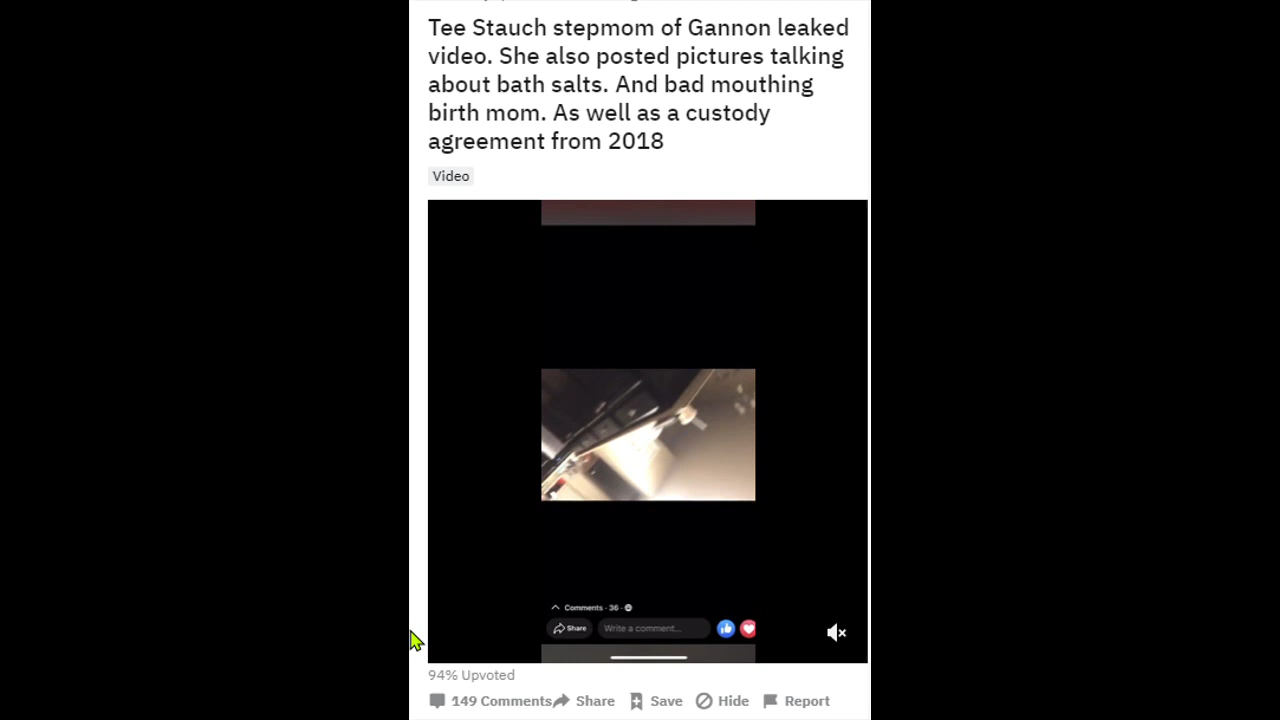 Tee Stauch stepmom of Gannon leaked
video. She also posted pictures talking
about bath salts. And bad mouthing
birth mom. As well as a custody
agreement from 2018
Video
Comments · 36 ·
Share Write a comment...
94% Upvoted
149 Comments Share Save Hide Report